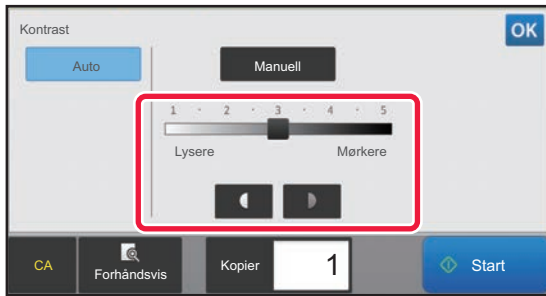 Kontrast
OK
Auto
Manuell
1 · 2 · 3 · 4 · 5
Lysere Mørkere
CA
Forhåndsvis
Kopier
1
Start